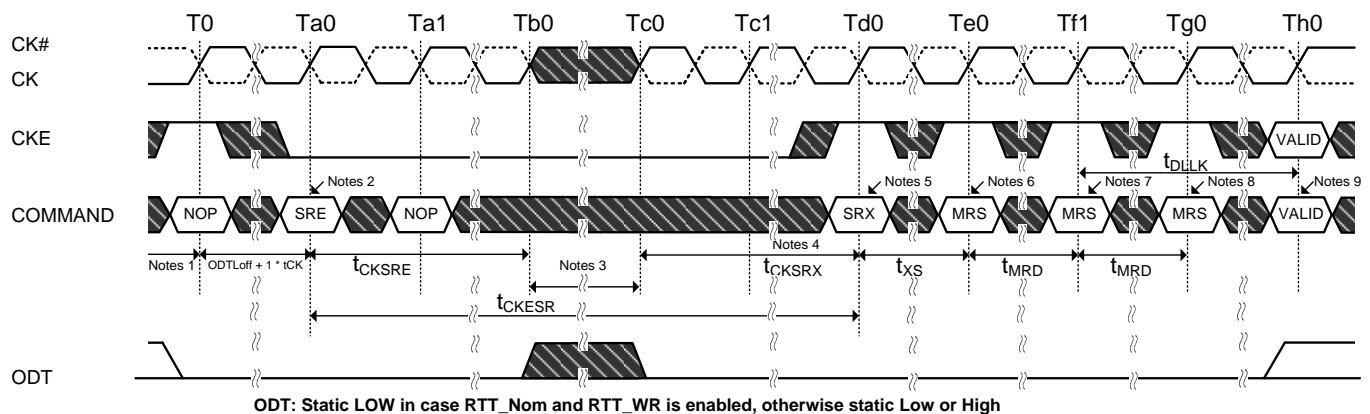 T0 Ta0 Ta1 Tb0 Tc0 Tc1 Td0 Te0 Tf1 Tg0 Th0
CK#
CK
CKE
VALID
tDLLK
Notes 2 Notes 5 Notes 6 Notes 7 Notes 8 Notes 9
COMMAND NOP SRE NOP SRX MRS MRS MRS VALID
Notes 1 ODTLoff + 1 * tCK tCKSRE Notes 3 Notes 4 tCKSRX tXS tMRD tMRD
tCKESR
ODT
ODT: Static LOW in case RTT_Nom and RTT_WR is enabled, otherwise static Low or High